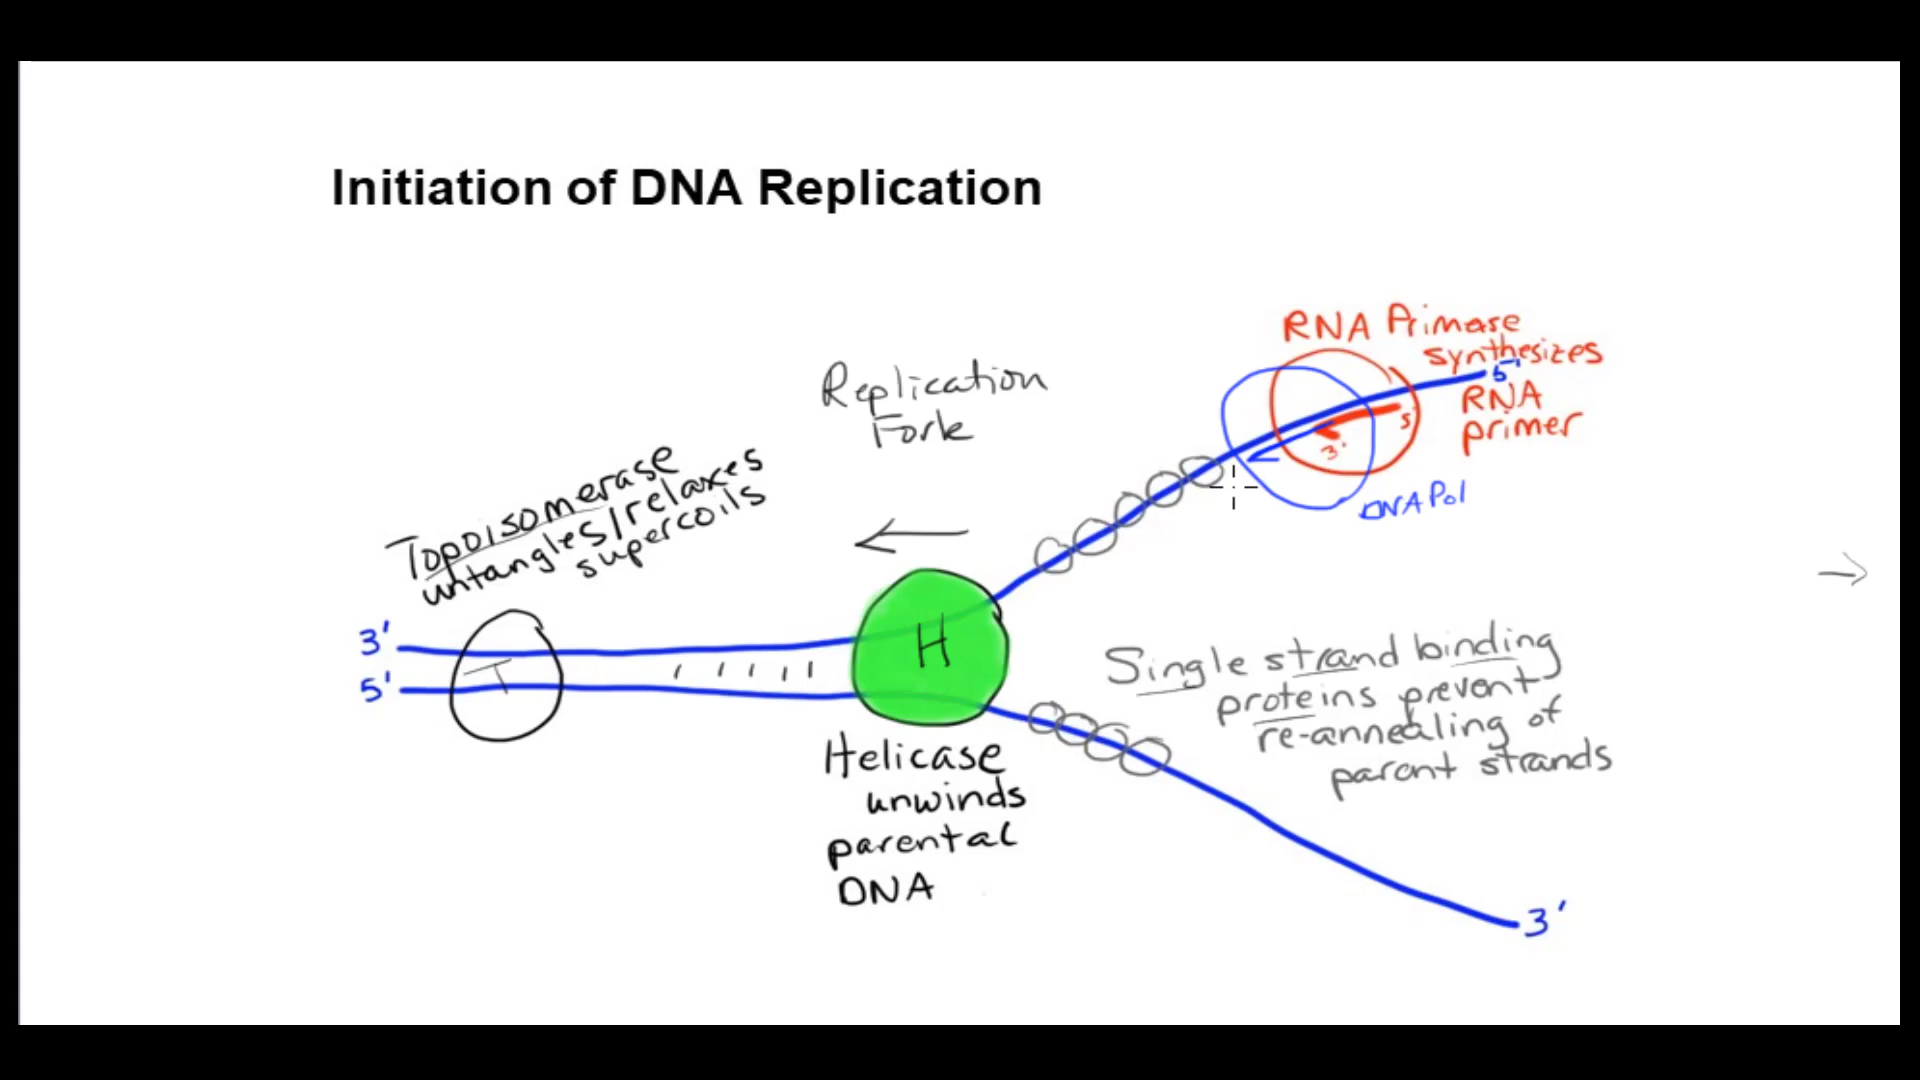 Initiation of DNA Replication
RNA Primase
synthesizes
5'
RNA
primer
5'
3'
DNA Pol
Replication
Fork
Topoisomerase
untangles/relaxes
supercoils
3'
5'
T
H
Helicase
unwinds
parental
DNA
Single strand binding
proteins prevent
re-annealing of
parent strands
3'